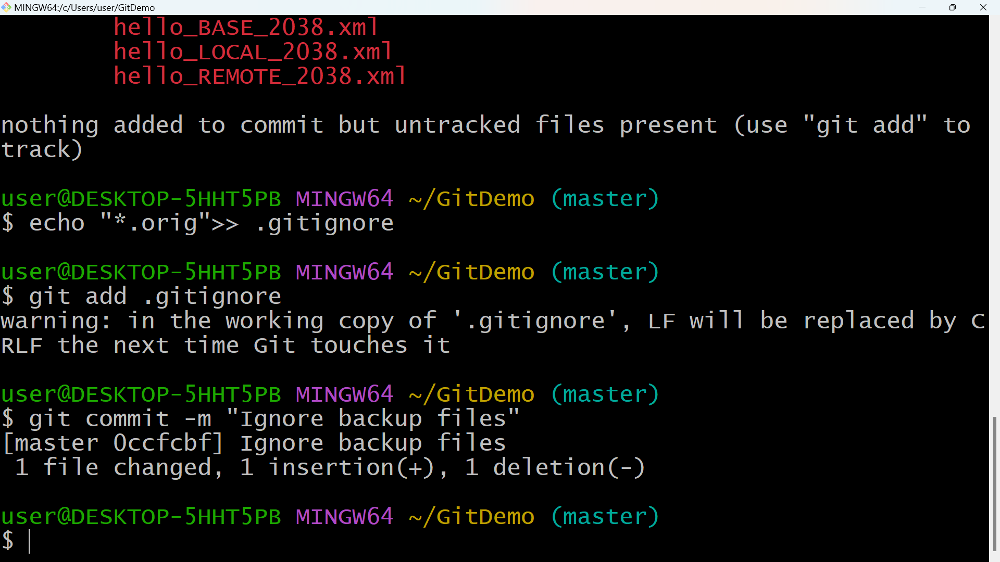 MINGW64:/c/Users/user/GitDemo
hello_BASE_2038.xml
hello_LOCAL_2038.xml
hello_REMOTE_2038.xml
nothing added to commit but untracked files present (use "git add" to
track)
user@DESKTOP-5HHT5PB MINGW64 ~/GitDemo (master)
$ echo "*.orig">> .gitignore
user@DESKTOP-5HHT5PB MINGW64 ~/GitDemo (master)
$ git add .gitignore
warning: in the working copy of '.gitignore', LF will be replaced by C
RLF the next time Git touches it
user@DESKTOP-5HHT5PB MINGW64 ~/GitDemo (master)
$ git commit -m "Ignore backup files"
[master 0ccfcbf] Ignore backup files
1 file changed, 1 insertion(+), 1 deletion(-)
user@DESKTOP-5HHT5PB MINGW64 ~/GitDemo (master)
$